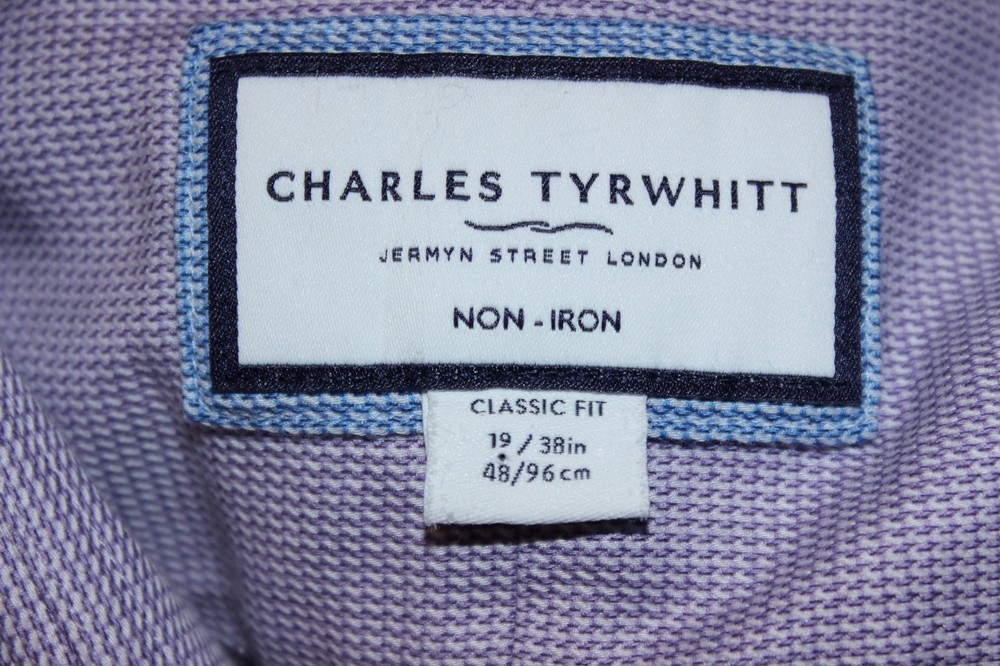 CHARLES TYRWHITT
JERMYN STREET LONDON
NON - IRON
CLASSIC FIT
19 / 38in
48/96cm